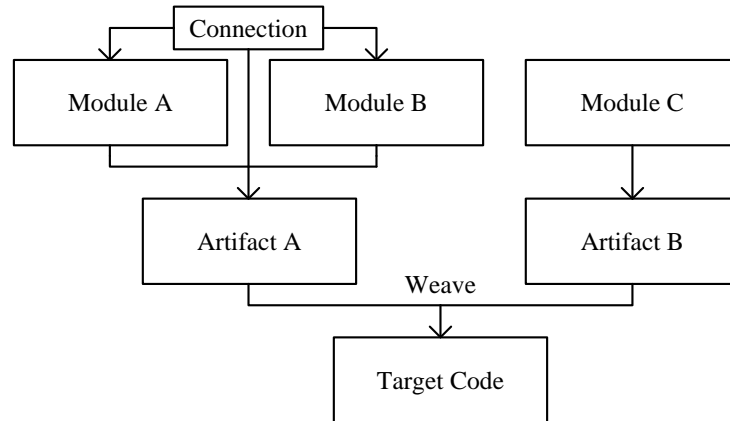 Connection
Module A
Module B
Module C
Artifact A
Artifact B
Weave
Target Code